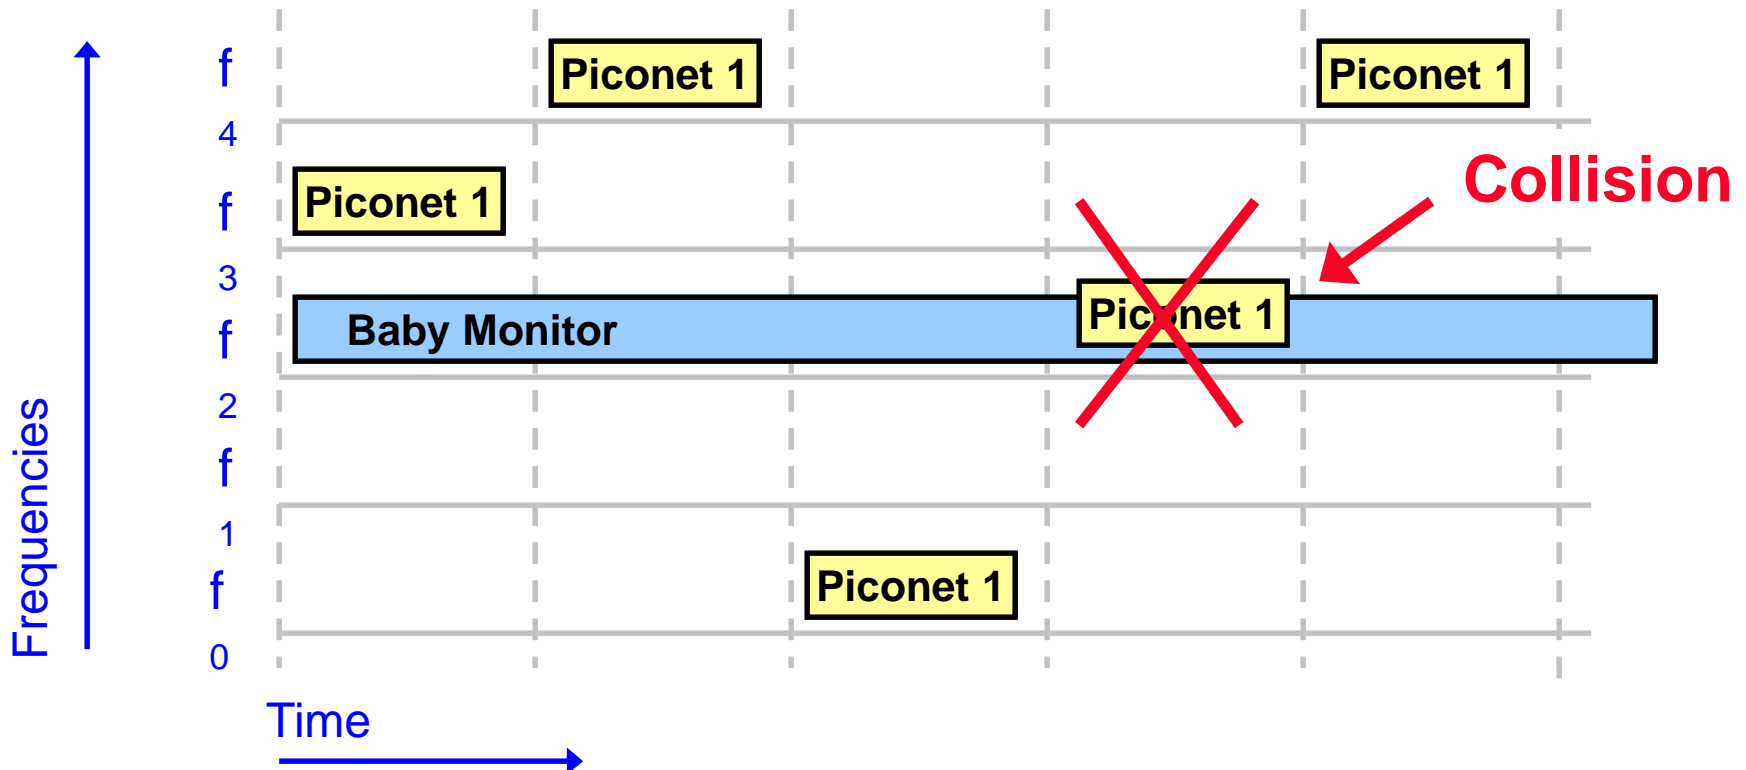 f
Piconet 1
Piconet 1
4
Collision
Piconet 1
f
3
Piconet 1
Baby Monitor
f
2
f
1
Piconet 1
f
0
Frequencies
Time